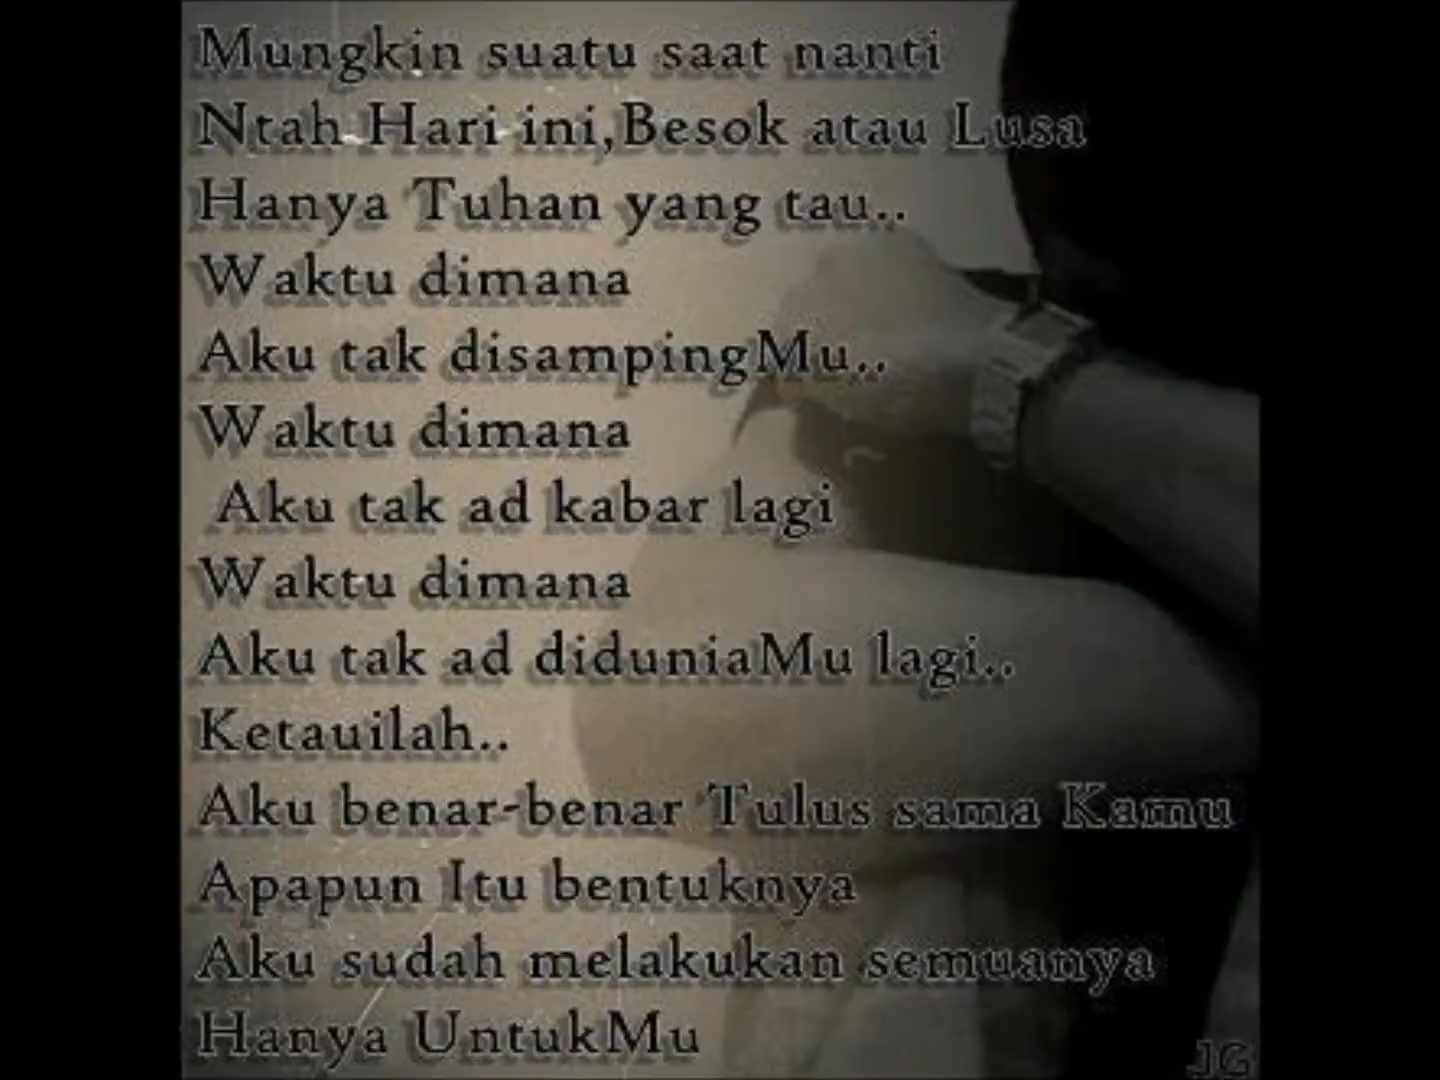 Mungkin suatu saat nanti
Ntah Hari ini,Besok atau Lusa
Hanya Tuhan yang tau..
Waktu dimana
Aku tak disampingMu..
Waktu dimana
Aku tak ad kabar lagi
Waktu dimana
Aku tak ad diduniaMu lagi..
Ketauilah..
Aku benar-benar Tulus sama Kamu
Apapun Itu bentuknya
Aku sudah melakukan semuanya
Hanya UntukMu
JG